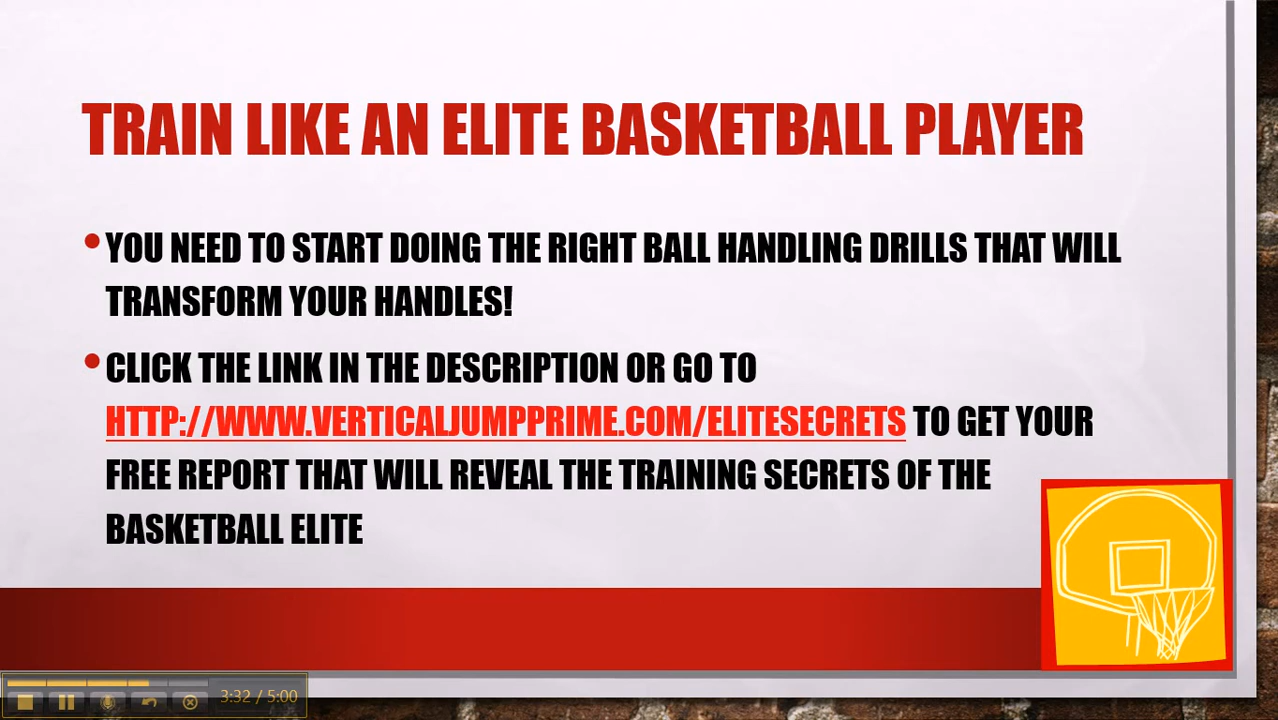 TRAIN LIKE AN ELITE BASKETBALL PLAYER
•YOU NEED TO START DOING THE RIGHT BALL HANDLING DRILLS THAT WILL
TRANSFORM YOUR HANDLES!
•CLICK THE LINK IN THE DESCRIPTION OR GO TO
HTTP://WWW.VERTICALJUMPPRIME.COM/ELITESECRETS TO GET YOUR
FREE REPORT THAT WILL REVEAL THE TRAINING SECRETS OF THE
BASKETBALL ELITE
3:32 / 5:00